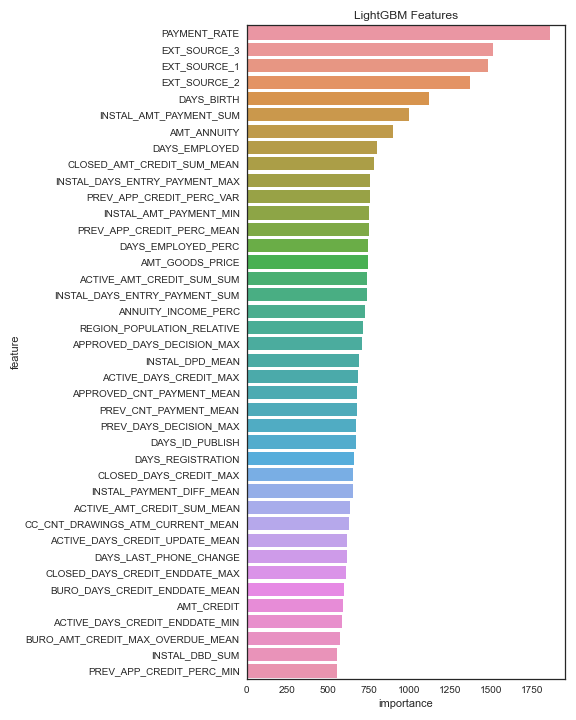 LightGBM Features
PAYMENT_RATE
EXT_SOURCE_3
EXT_SOURCE_1
EXT_SOURCE_2
DAYS_BIRTH
INSTAL_AMT_PAYMENT_SUM
AMT_ANNUITY
DAYS_EMPLOYED
CLOSED_AMT_CREDIT_SUM_MEAN
INSTAL_DAYS_ENTRY_PAYMENT_MAX
PREV_APP_CREDIT_PERC_VAR
INSTAL_AMT_PAYMENT_MIN
PREV_APP_CREDIT_PERC_MEAN
DAYS_EMPLOYED_PERC
AMT_GOODS_PRICE
ACTIVE_AMT_CREDIT_SUM_SUM
INSTAL_DAYS_ENTRY_PAYMENT_SUM
ANNUITY_INCOME_PERC
REGION_POPULATION_RELATIVE
APPROVED_DAYS_DECISION_MAX
INSTAL_DPD_MEAN
ACTIVE_DAYS_CREDIT_MAX
APPROVED_CNT_PAYMENT_MEAN
PREV_CNT_PAYMENT_MEAN
PREV_DAYS_DECISION_MAX
DAYS_ID_PUBLISH
DAYS_REGISTRATION
CLOSED_DAYS_CREDIT_MAX
INSTAL_PAYMENT_DIFF_MEAN
ACTIVE_AMT_CREDIT_SUM_MEAN
CC_CNT_DRAWINGS_ATM_CURRENT_MEAN
ACTIVE_DAYS_CREDIT_UPDATE_MEAN
DAYS_LAST_PHONE_CHANGE
CLOSED_DAYS_CREDIT_ENDDATE_MAX
BURO_DAYS_CREDIT_ENDDATE_MEAN
AMT_CREDIT
ACTIVE_DAYS_CREDIT_ENDDATE_MIN
BURO_AMT_CREDIT_MAX_OVERDUE_MEAN
INSTAL_DBD_SUM
PREV_APP_CREDIT_PERC_MIN
feature
0 250 500 750 1000 1250 1500 1750
importance